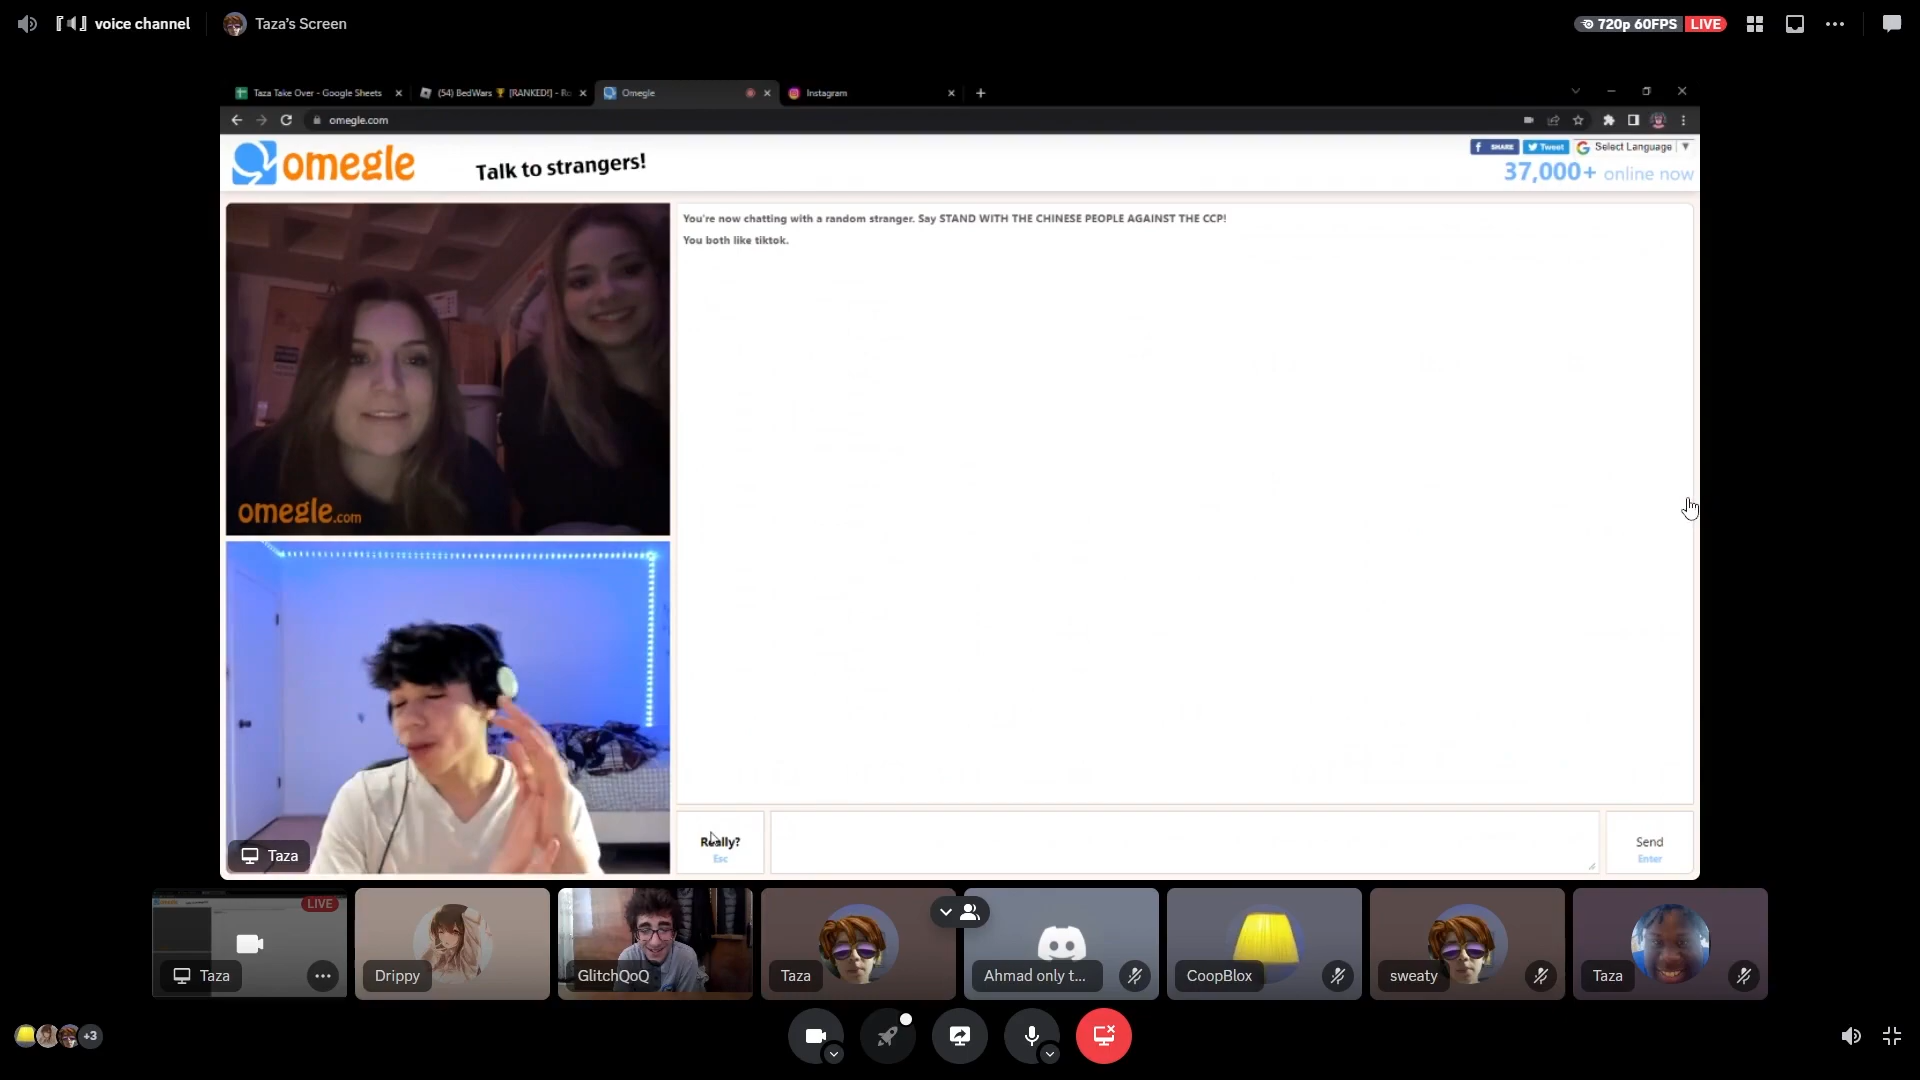 voice channel
Taza's Screen
720p 60FPS
LIVE
Taza Take Over - Google Sheets
(54) BedWars 🏆 [RANKED!] - Ro
Omegle
Instagram
omegle.com
omegle
Talk to strangers!
SHARE
Tweet
Select Language
37,000+ online now
You're now chatting with a random stranger. Say STAND WITH THE CHINESE PEOPLE AGAINST THE CCP!
You both like tiktok.
omegle.com
Taza
Really?
Esc
Send
Enter
LIVE
Taza
Drippy
GlitchQoQ
Taza
Ahmad only t...
CoopBlox
sweaty
Taza
+3